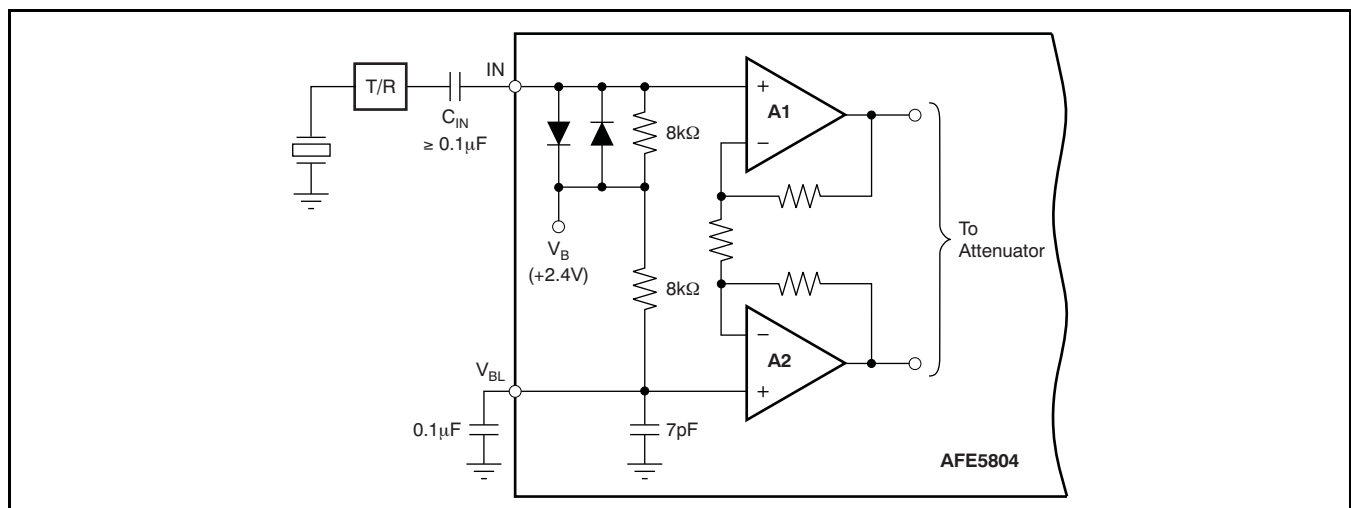 IN
T/R
C_IN
≥ 0.1μF
+
A1
−
8kΩ
V_B
(+2.4V)
To
Attenuator
8kΩ
−
A2
+
V_BL
0.1μF
7pF
AFE5804